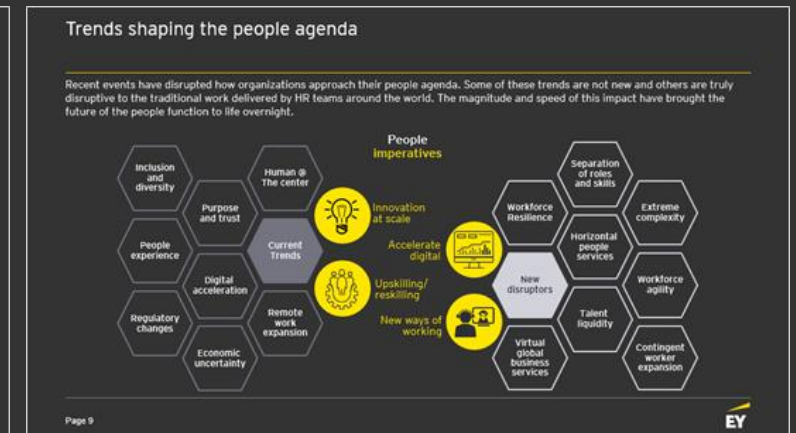 Trends shaping the people agenda
Recent events have disrupted how organizations approach their people agenda. Some of these trends are not new and others are truly
disruptive to the traditional work delivered by HR teams around the world. The magnitude and speed of this impact have brought the
future of the people function to life overnight.
People
imperatives
Inclusion
and
diversity
Human @
The center
Purpose
and trust
People
experience
Current
Trends
Digital
acceleration
Regulatory
changes
Remote
work
expansion
Economic
uncertainty
Innovation
at scale
Accelerate
digital
Upskilling/
reskilling
New ways of
working
Separation
of roles
and skills
Workforce
Resilience
Extreme
complexity
Horizontal
people
services
New
disruptors
Workforce
agility
Talent
liquidity
Virtual
global
business
services
Contingent
worker
expansion
Page 9
EY